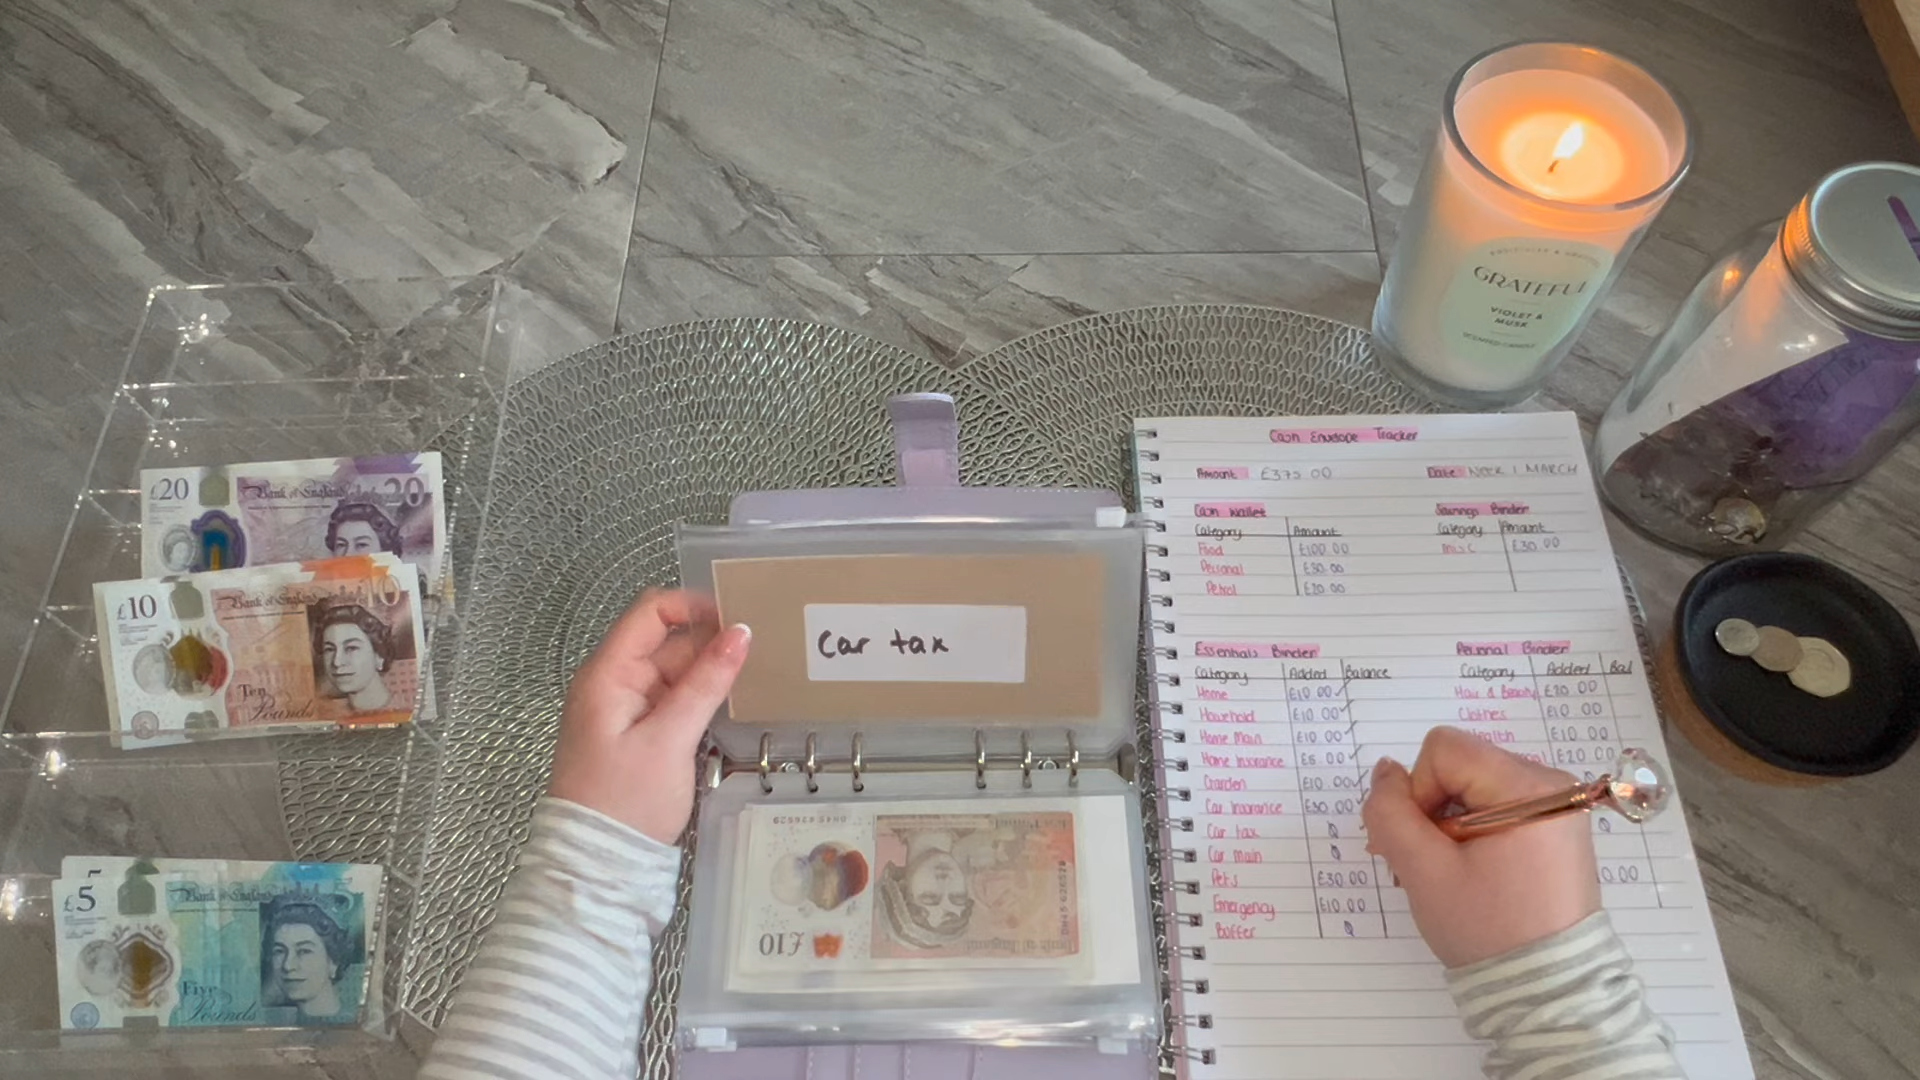 GRATEFUL
VIOLET &
MUSK
SCENTED CANDLE
£20
Bank of England
20
£10
Bank of England
10
Ten
Pounds
£5
Bank of England
Five
Pounds
Car tax
£10
Cash Envelope Tracker
Amount £375 00 Date WEEK 1 MARCH
Cash Wallet Savings Binder
Category Amount Category Amount
Food £100.00 Misc £30.00
Personal £30.00
Petrol £20.00
Essentials Binder Personal Binder
Category Added Balance Category Added Bal
Home £10 00 Hair & Beauty £20 00
Household £10 00 Clothes £10 00
Home Main £10 00 Health £10 00
Home Insurance £5 00 £20 00
Garden £10 00
Car Insurance £30 00
Car tax Ø Ø
Car Main Ø
Pets £30 00 0.00
Emergency £10.00
Buffer Ø